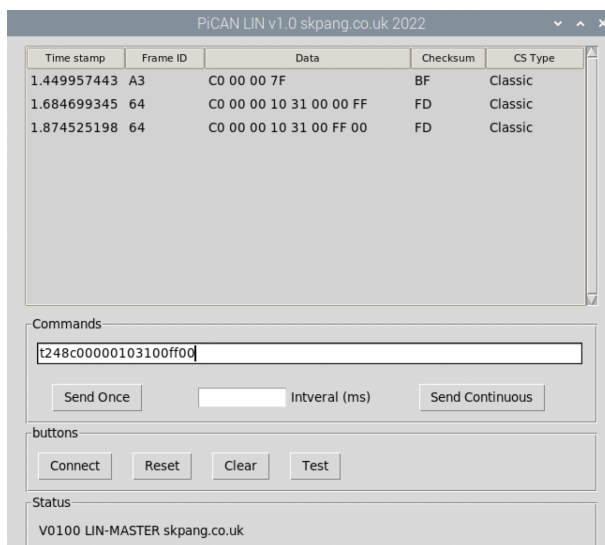 PiCAN LIN v1.0 skpang.co.uk 2022
Time stamp Frame ID Data Checksum CS Type
1.449957443 A3 C0 00 00 7F BF Classic
1.684699345 64 C0 00 00 10 31 00 00 FF FD Classic
1.874525198 64 C0 00 00 10 31 00 FF 00 FD Classic
Commands
t248c00000103100ff00
Send Once Intveral (ms) Send Continuous
buttons
Connect Reset Clear Test
Status
V0100 LIN-MASTER skpang.co.uk